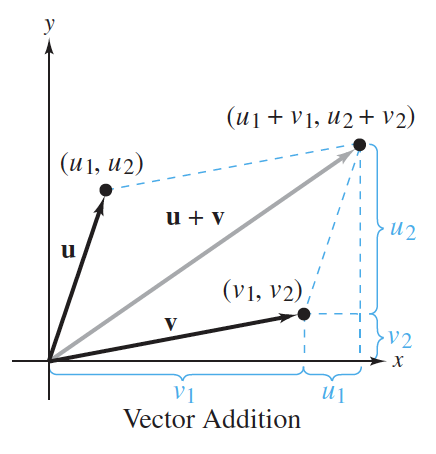 y
(u1 + v1, u2 + v2)
(u1, u2)
u + v
u2
u
(v1, v2)
v
v2
x
v1
u1
Vector Addition